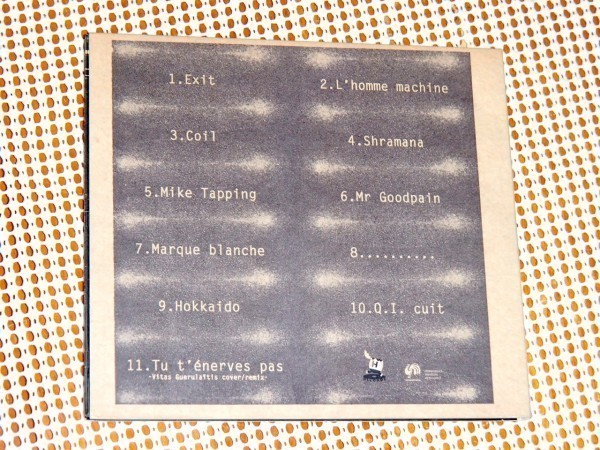 1.Exit
2.L'homme machine
3.Coil
4.Shramana
5.Mike Tapping
6.Mr Goodpain
7.Marque blanche
8..........
9.Hokkaido
10.Q.I. cuit
11.Tu t'énerves pas
-Vitas Guerulaïtis cover/remix-